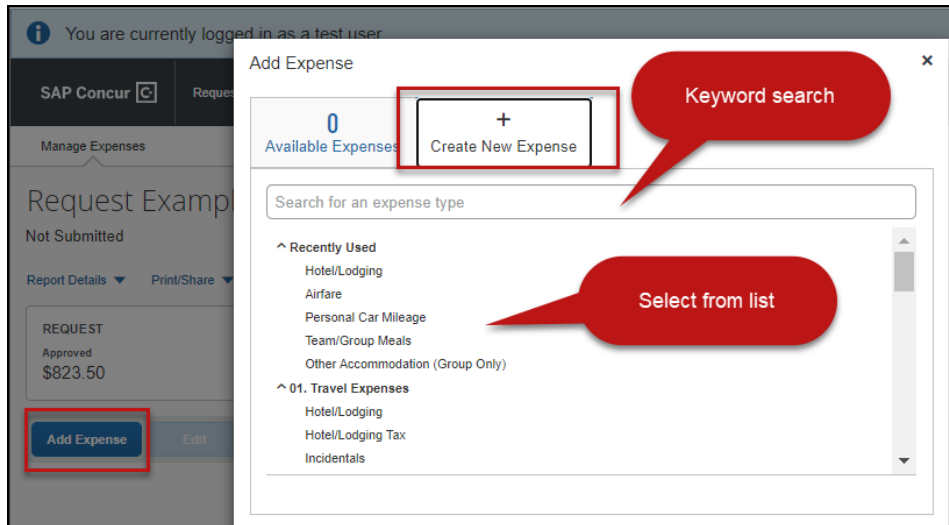 You are currently logged in as a test user
Add Expense
×
SAP Concur C
Reques
Keyword search
0
Available Expenses
+
Create New Expense
Manage Expenses
Search for an expense type
Request Exampl
Not Submitted
^ Recently Used
Hotel/Lodging
Airfare
Personal Car Mileage
Team/Group Meals
Other Accommodation (Group Only)
Select from list
Report Details
Print/Share
REQUEST
Approved
$823.50
^ 01. Travel Expenses
Hotel/Lodging
Hotel/Lodging Tax
Incidentals
Add Expense
Edit